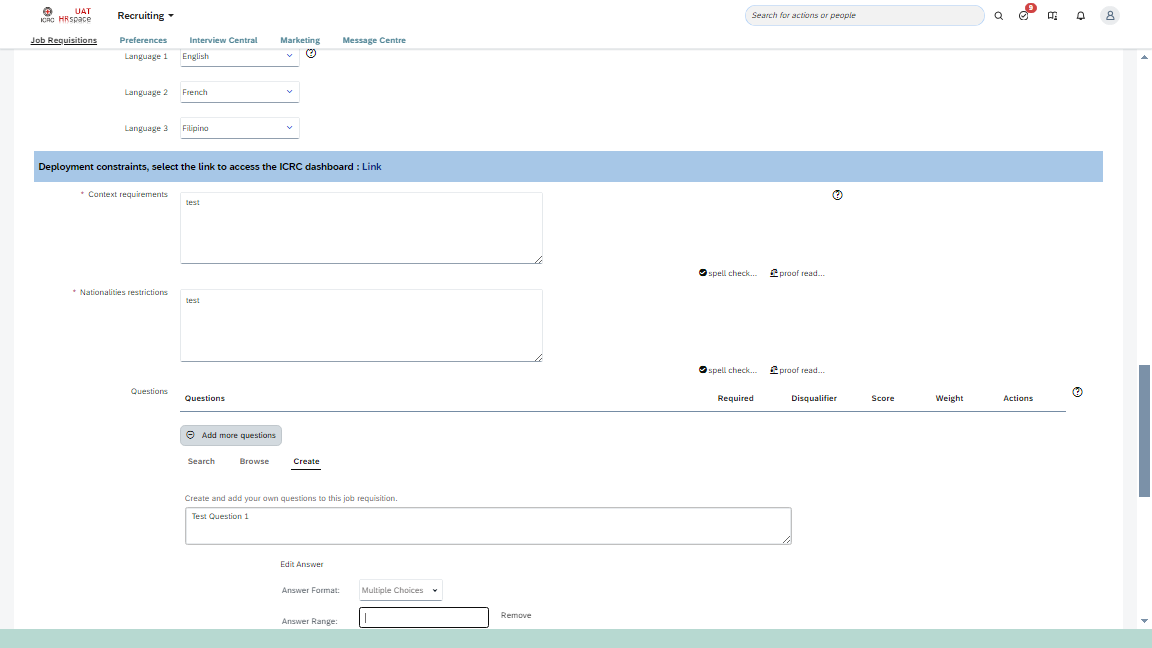 ICRC UAT HRspace
Recruiting
Search for actions or people
9
Job Requisitions Preferences Interview Central Marketing Message Centre
Language 1 English
Language 2 French
Language 3 Filipino
Deployment constraints, select the link to access the ICRC dashboard : Link
* Context requirements test
spell check... proof read...
* Nationalities restrictions test
spell check... proof read...
Questions Questions Required Disqualifier Score Weight Actions
Add more questions
Search Browse Create
Create and add your own questions to this job requisition.
Test Question 1
Edit Answer
Answer Format: Multiple Choices
Answer Range: Remove